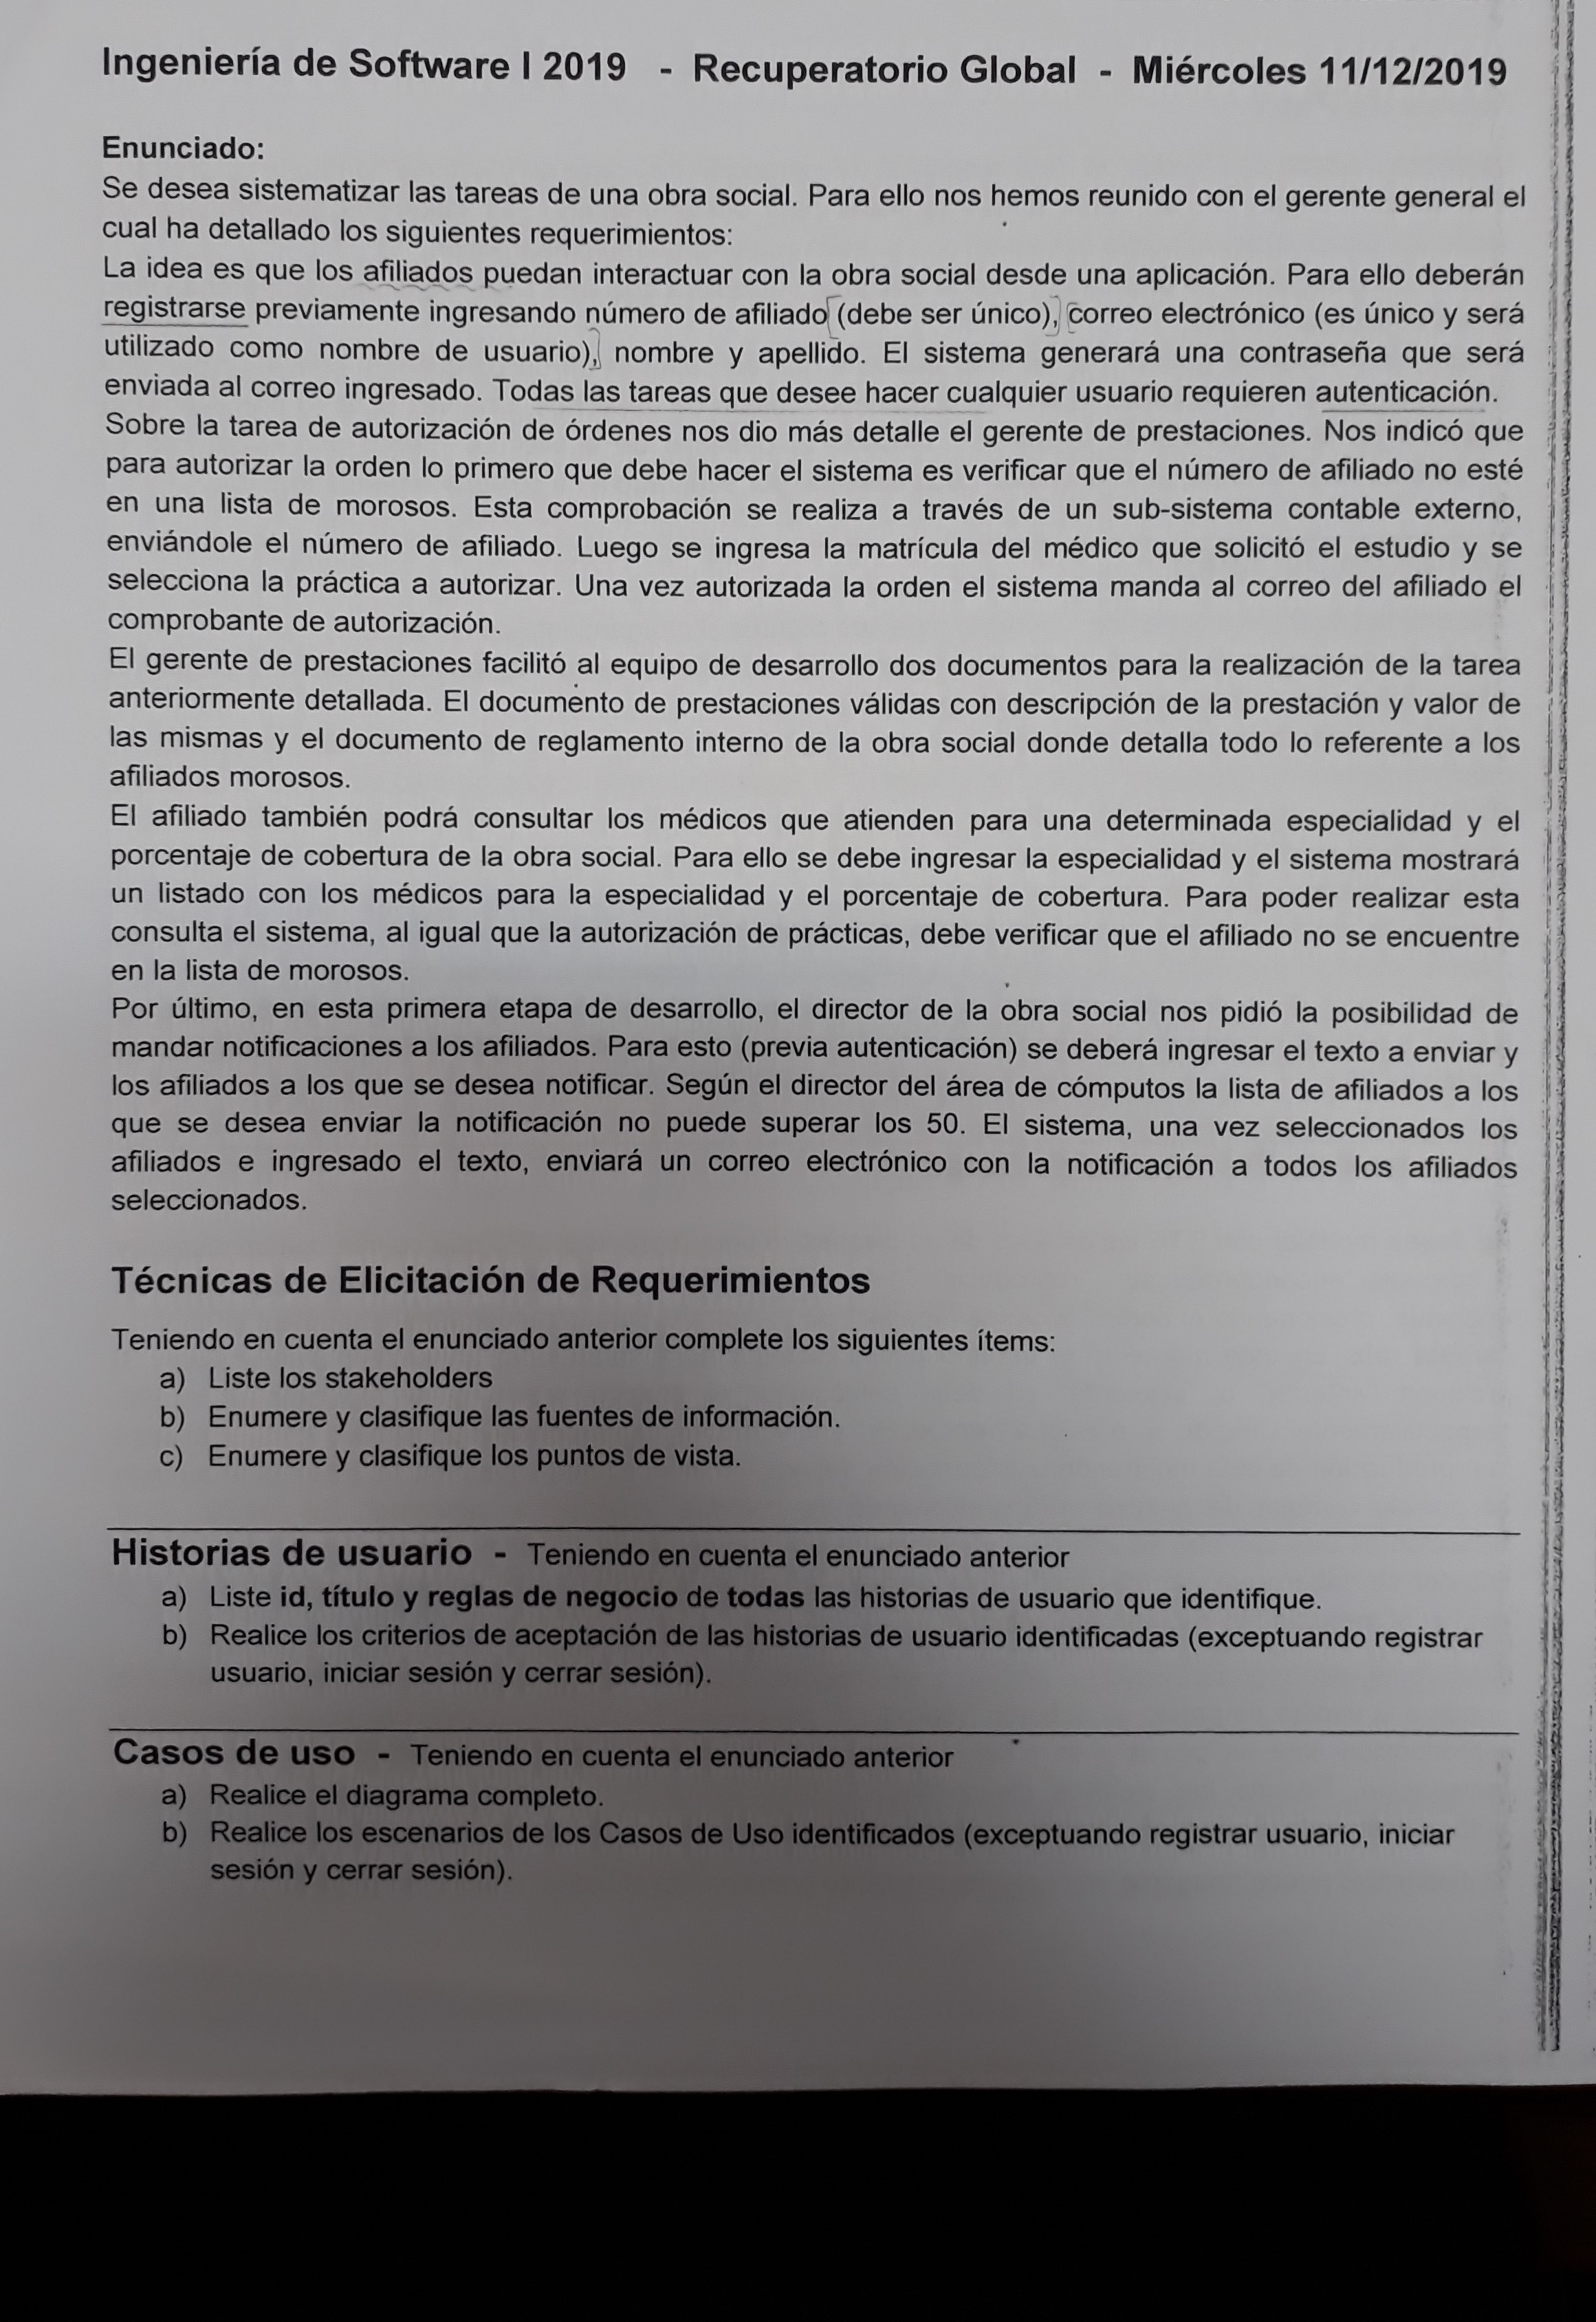 Ingeniería de Software I 2019 - Recuperatorio Global - Miércoles 11/12/2019
Enunciado:
Se desea sistematizar las tareas de una obra social. Para ello nos hemos reunido con el gerente general el
cual ha detallado los siguientes requerimientos:
La idea es que los afiliados puedan interactuar con la obra social desde una aplicación. Para ello deberán
registrarse previamente ingresando número de afiliado (debe ser único), correo electrónico (es único y será
utilizado como nombre de usuario), nombre y apellido. El sistema generará una contraseña que será
enviada al correo ingresado. Todas las tareas que desee hacer cualquier usuario requieren autenticación.
Sobre la tarea de autorización de órdenes nos dio más detalle el gerente de prestaciones. Nos indicó que
para autorizar la orden lo primero que debe hacer el sistema es verificar que el número de afiliado no esté
en una lista de morosos. Esta comprobación se realiza a través de un sub-sistema contable externo,
enviándole el número de afiliado. Luego se ingresa la matrícula del médico que solicitó el estudio y se
selecciona la práctica a autorizar. Una vez autorizada la orden el sistema manda al correo del afiliado el
comprobante de autorización.
El gerente de prestaciones facilitó al equipo de desarrollo dos documentos para la realización de la tarea
anteriormente detallada. El documento de prestaciones válidas con descripción de la prestación y valor de
las mismas y el documento de reglamento interno de la obra social donde detalla todo lo referente a los
afiliados morosos.
El afiliado también podrá consultar los médicos que atienden para una determinada especialidad y el
porcentaje de cobertura de la obra social. Para ello se debe ingresar la especialidad y el sistema mostrará
un listado con los médicos para la especialidad y el porcentaje de cobertura. Para poder realizar esta
consulta el sistema, al igual que la autorización de prácticas, debe verificar que el afiliado no se encuentre
en la lista de morosos.
Por último, en esta primera etapa de desarrollo, el director de la obra social nos pidió la posibilidad de
mandar notificaciones a los afiliados. Para esto (previa autenticación) se deberá ingresar el texto a enviar y
los afiliados a los que se desea notificar. Según el director del área de cómputos la lista de afiliados a los
que se desea enviar la notificación no puede superar los 50. El sistema, una vez seleccionados los
afiliados e ingresado el texto, enviará un correo electrónico con la notificación a todos los afiliados
seleccionados.
Técnicas de Elicitación de Requerimientos
Teniendo en cuenta el enunciado anterior complete los siguientes ítems:
a) Liste los stakeholders
b) Enumere y clasifique las fuentes de información.
c) Enumere y clasifique los puntos de vista.
Historias de usuario - Teniendo en cuenta el enunciado anterior
a) Liste id, título y reglas de negocio de todas las historias de usuario que identifique.
b) Realice los criterios de aceptación de las historias de usuario identificadas (exceptuando registrar
usuario, iniciar sesión y cerrar sesión).
Casos de uso - Teniendo en cuenta el enunciado anterior
a) Realice el diagrama completo.
b) Realice los escenarios de los Casos de Uso identificados (exceptuando registrar usuario, iniciar
sesión y cerrar sesión).